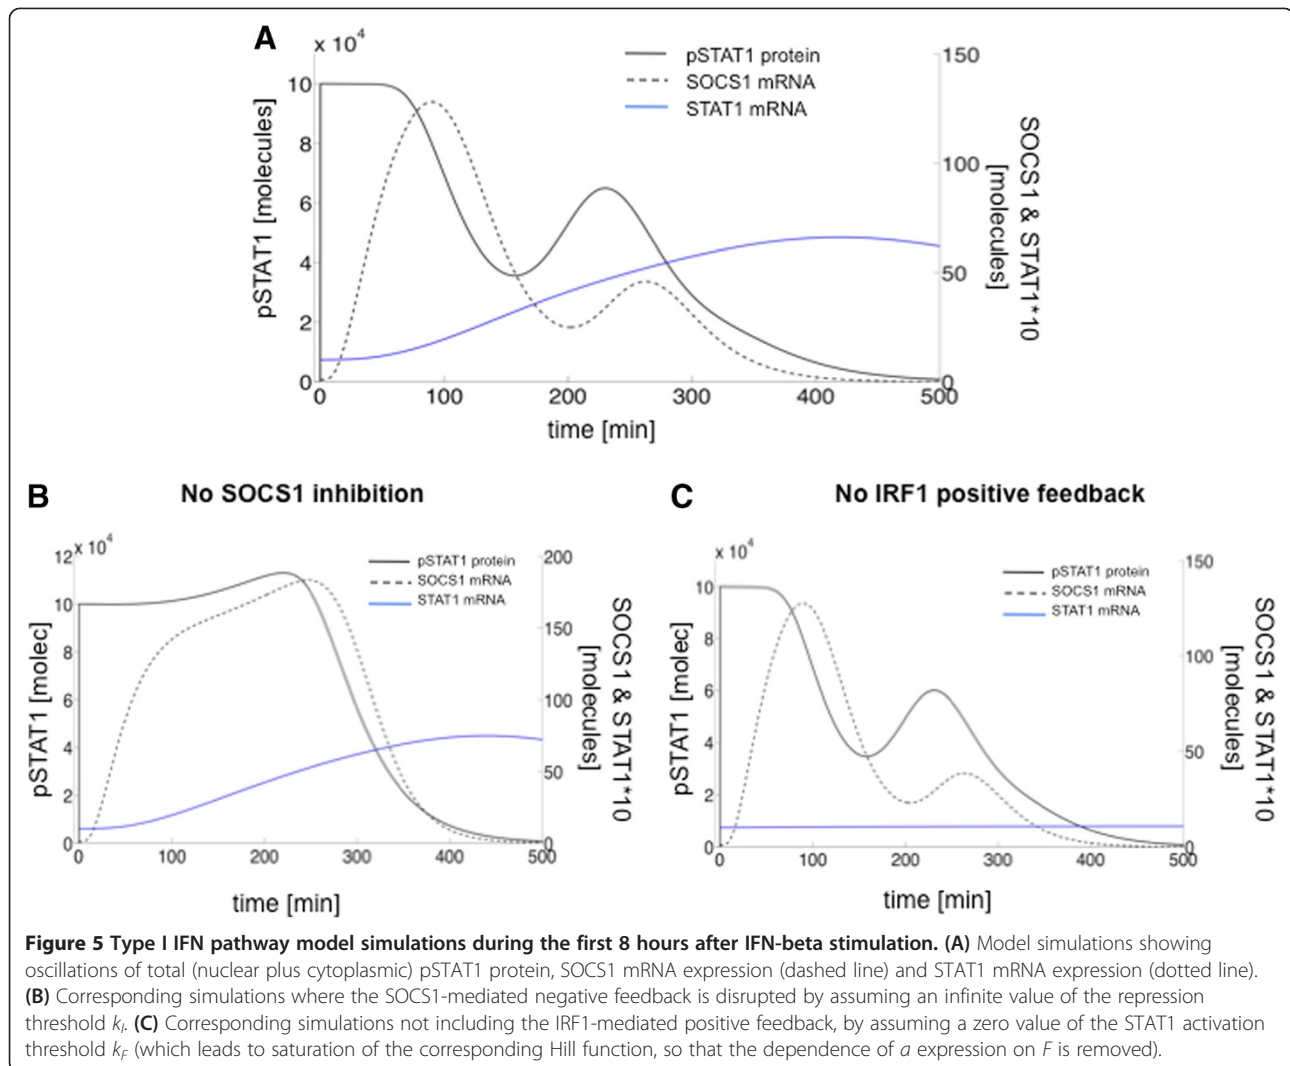 A
x 10^4
pSTAT1 protein
SOCS1 mRNA
STAT1 mRNA
10
8
6
4
2
0
pSTAT1 [molecules]
150
100
50
0
SOCS1 & STAT1*10
[molecules]
0 100 200 300 400 500
time [min]
B
No SOCS1 inhibition
x 10^4
pSTAT1 protein
SOCS1 mRNA
STAT1 mRNA
12
10
8
6
4
2
0
pSTAT1 [molec]
200
150
100
50
0
SOCS1 & STAT1*10
[molecules]
0 100 200 300 400 500
time [min]
C
No IRF1 positive feedback
x 10^4
pSTAT1 protein
SOCS1 mRNA
STAT1 mRNA
10
8
6
4
2
0
pSTAT1 [molec]
150
100
50
0
SOCS1 & STAT1*10
[molecules]
0 100 200 300 400 500
time [min]
Figure 5 Type I IFN pathway model simulations during the first 8 hours after IFN-beta stimulation. (A) Model simulations showing
oscillations of total (nuclear plus cytoplasmic) pSTAT1 protein, SOCS1 mRNA expression (dashed line) and STAT1 mRNA expression (dotted line).
(B) Corresponding simulations where the SOCS1-mediated negative feedback is disrupted by assuming an infinite value of the repression
threshold k_I. (C) Corresponding simulations not including the IRF1-mediated positive feedback, by assuming a zero value of the STAT1 activation
threshold k_F (which leads to saturation of the corresponding Hill function, so that the dependence of a expression on F is removed).